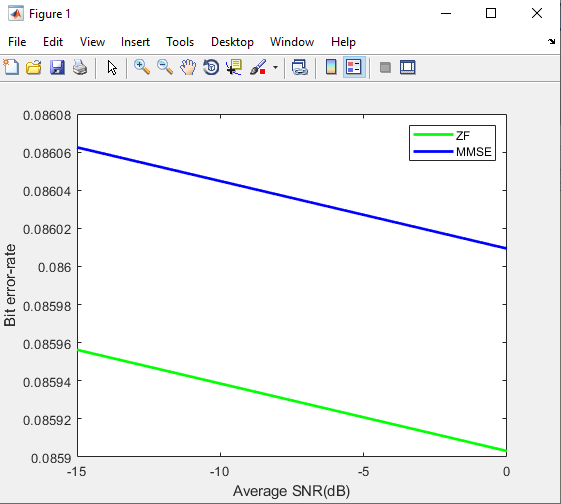 Figure 1
File Edit View Insert Tools Desktop Window Help
0.08608
0.08606
0.08604
0.08602
0.086
0.08598
0.08596
0.08594
0.08592
0.0859
Bit error-rate
ZF
MMSE
-15 -10 -5 0
Average SNR(dB)